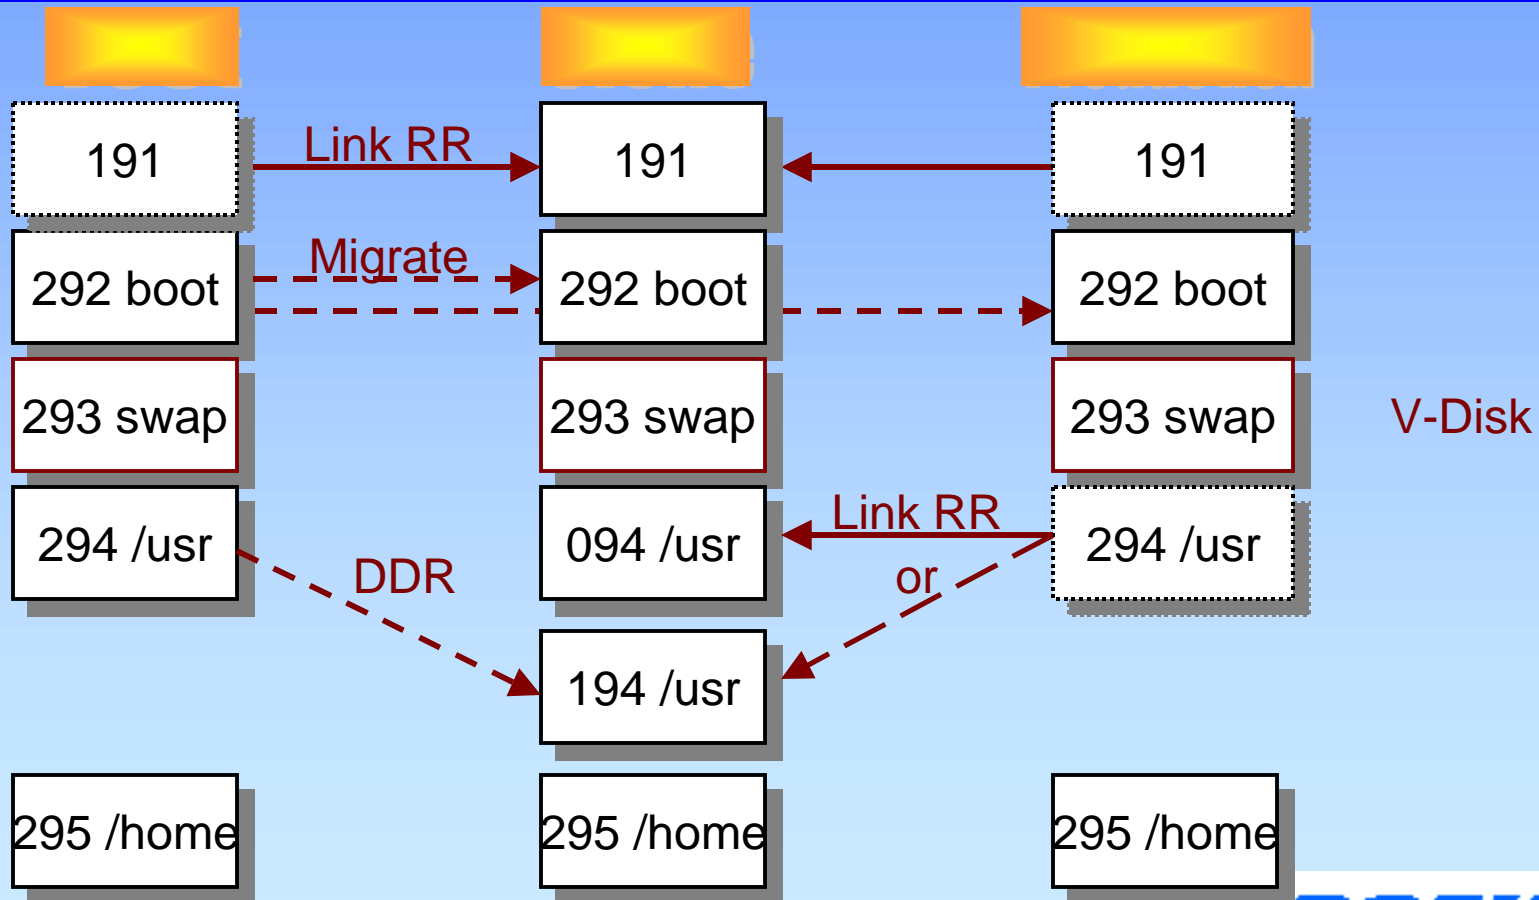 191
Link RR
191
191
292 boot
Migrate
292 boot
292 boot
293 swap
293 swap
293 swap
V-Disk
294 /usr
DDR
094 /usr
Link RR
or
294 /usr
194 /usr
295 /home
295 /home
295 /home